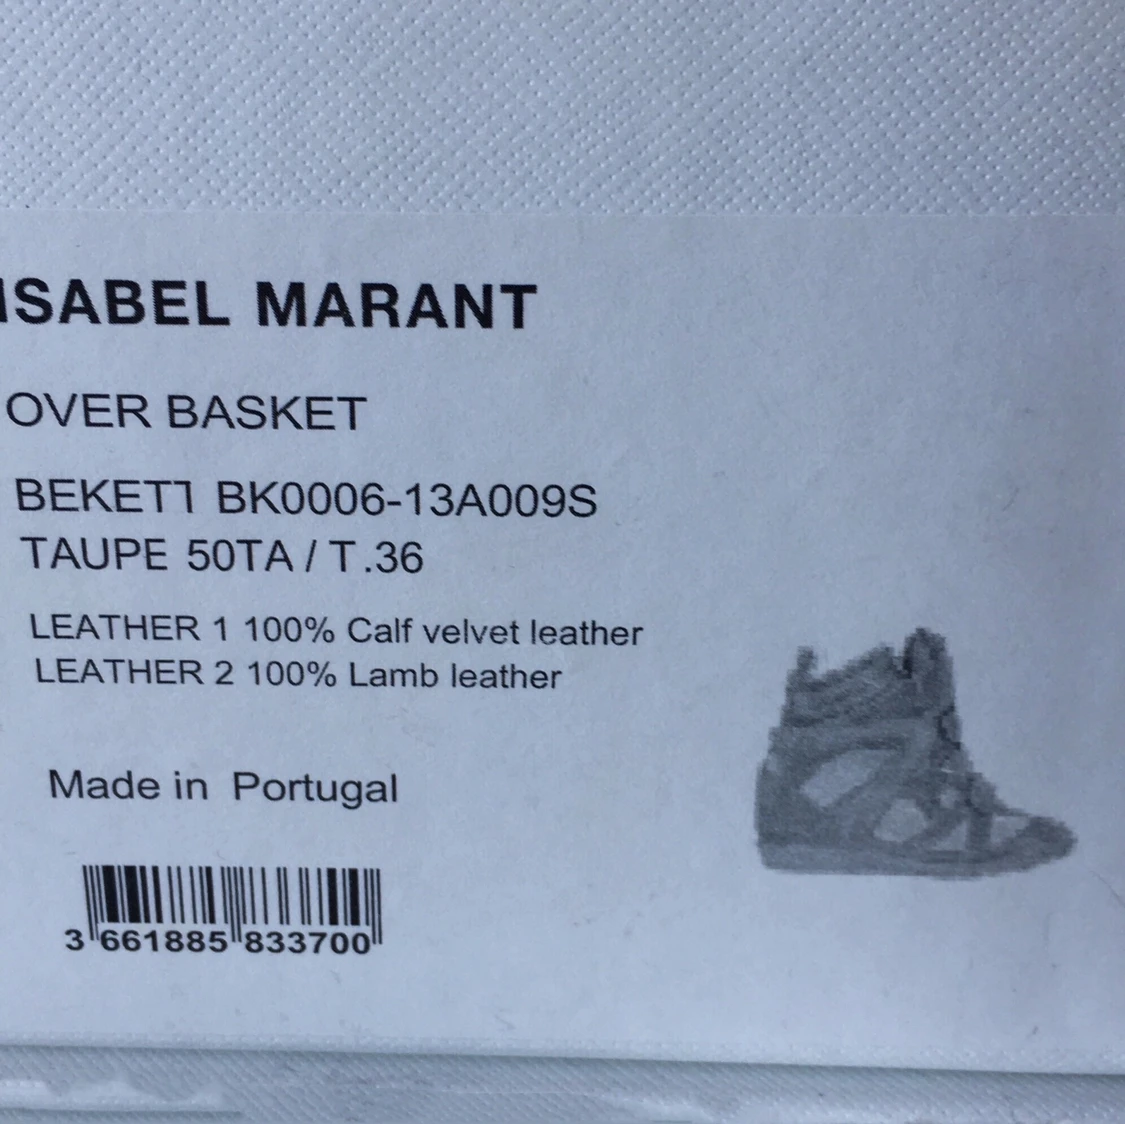 ISABEL MARANT
OVER BASKET
BEKETT BK0006-13A009S
TAUPE 50TA / T.36
LEATHER 1 100% Calf velvet leather
LEATHER 2 100% Lamb leather
Made in Portugal
3 661885 833700